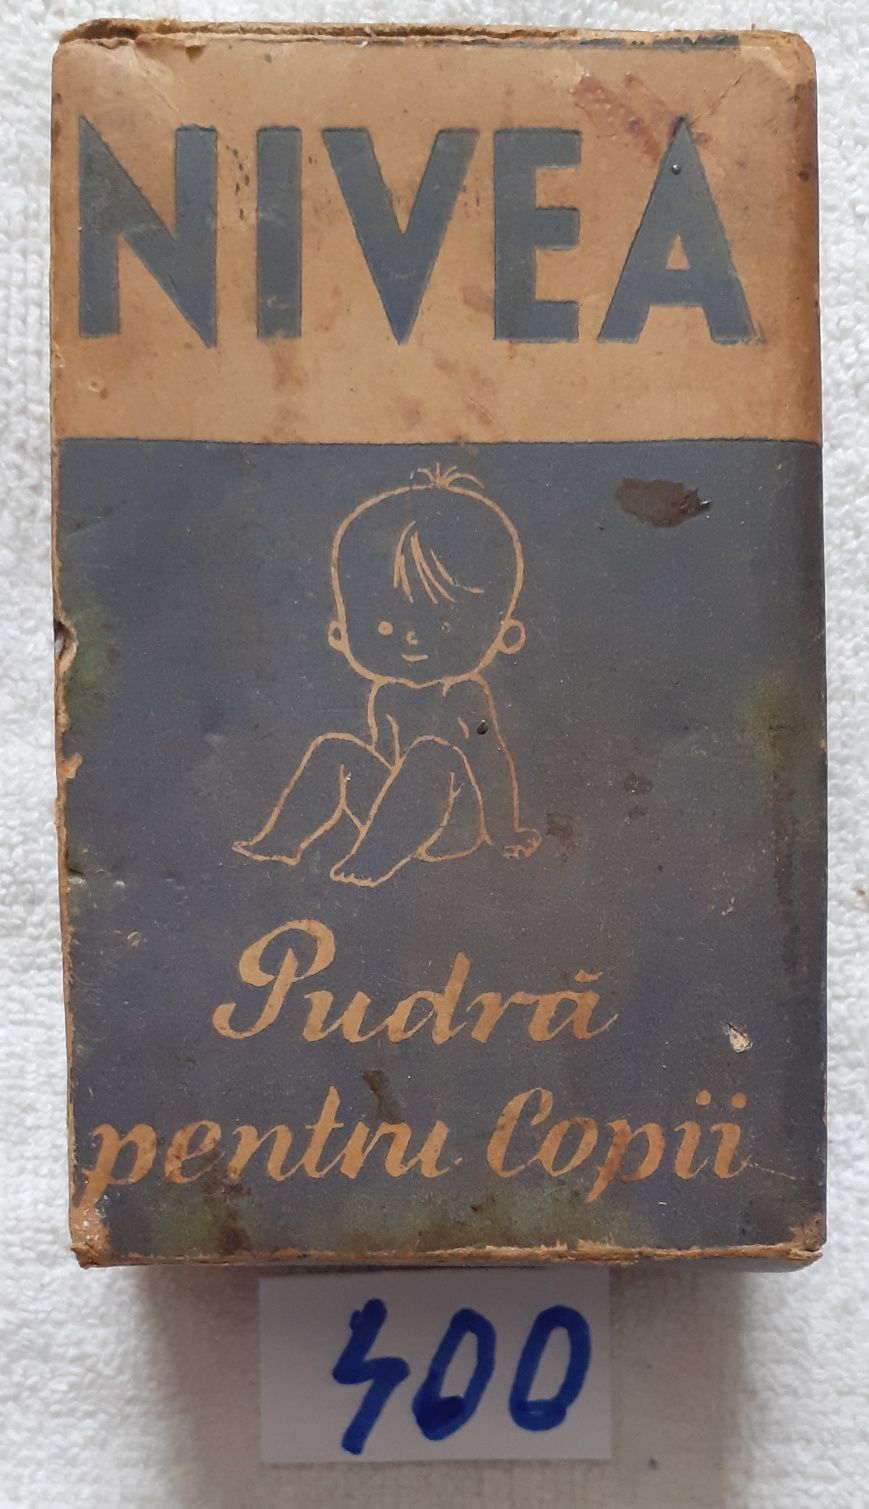 NIVEA
Pudră
pentru Copii
400